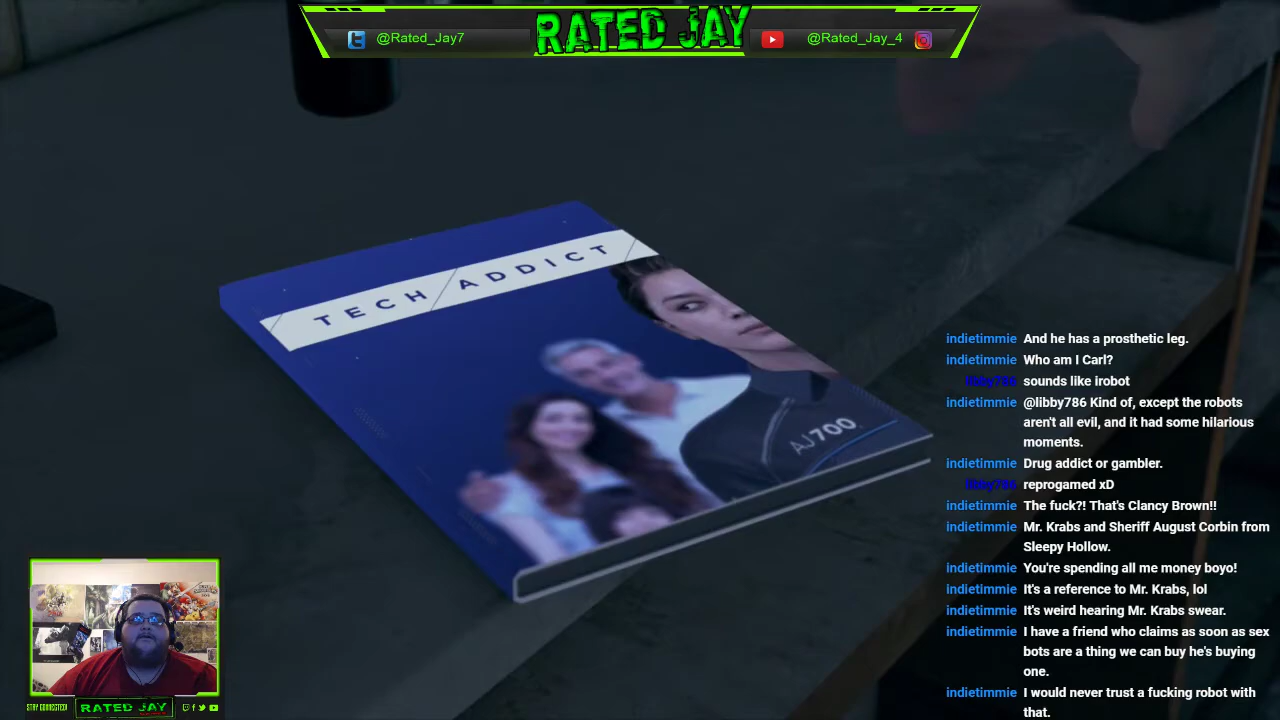 RATED JAY
@Rated_Jay7
@Rated_Jay_4
TECH ADDICT
AJ700
indietimmie And he has a prosthetic leg.
indietimmie Who am I Carl?
libby786 sounds like irobot
indietimmie @libby786 Kind of, except the robots
aren't all evil, and it had some hilarious
moments.
indietimmie Drug addict or gambler.
libby786 reprogamed xD
indietimmie The fuck?! That's Clancy Brown!!
indietimmie Mr. Krabs and Sheriff August Corbin from
Sleepy Hollow.
indietimmie You're spending all me money boyo!
indietimmie It's a reference to Mr. Krabs, lol
indietimmie It's weird hearing Mr. Krabs swear.
indietimmie I have a friend who claims as soon as sex
bots are a thing we can buy he's buying
one.
indietimmie I would never trust a fucking robot with
that.
STAY CONNECTED!
RATED JAY